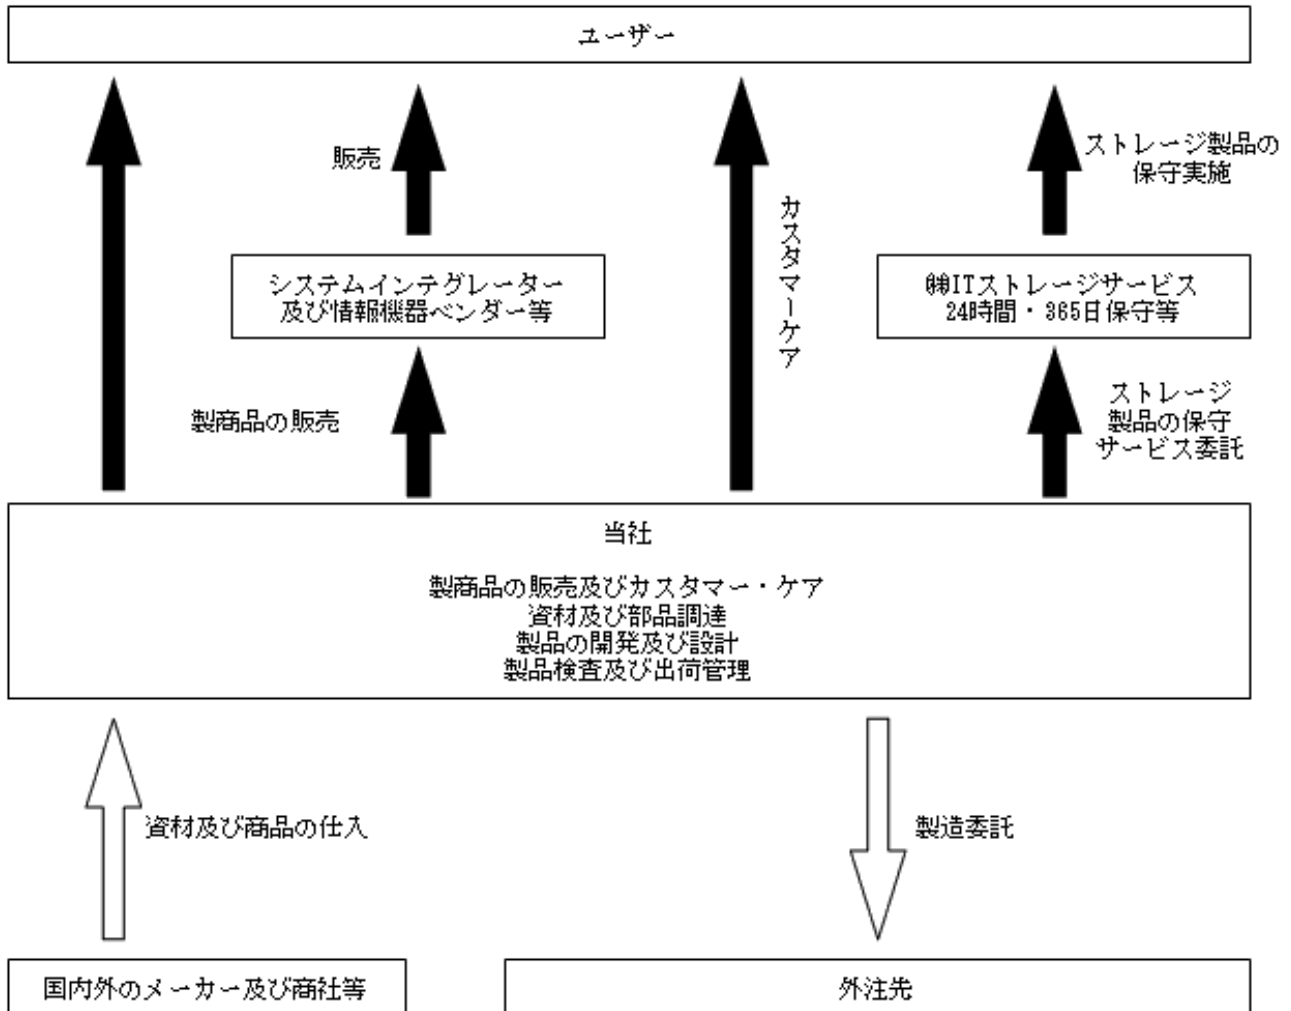 ユーザー
販売
ストレージ製品の
保守実施
カスタマーケア
システムインテグレーター
及び情報機器ベンダー等
㈱ITストレージサービス
24時間・365日保守等
製商品の販売
ストレージ
製品の保守
サービス委託
当社
製商品の販売及びカスタマー・ケア
資材及び部品調達
製品の開発及び設計
製品検査及び出荷管理
資材及び商品の仕入
製造委託
国内外のメーカー及び商社等
外注先